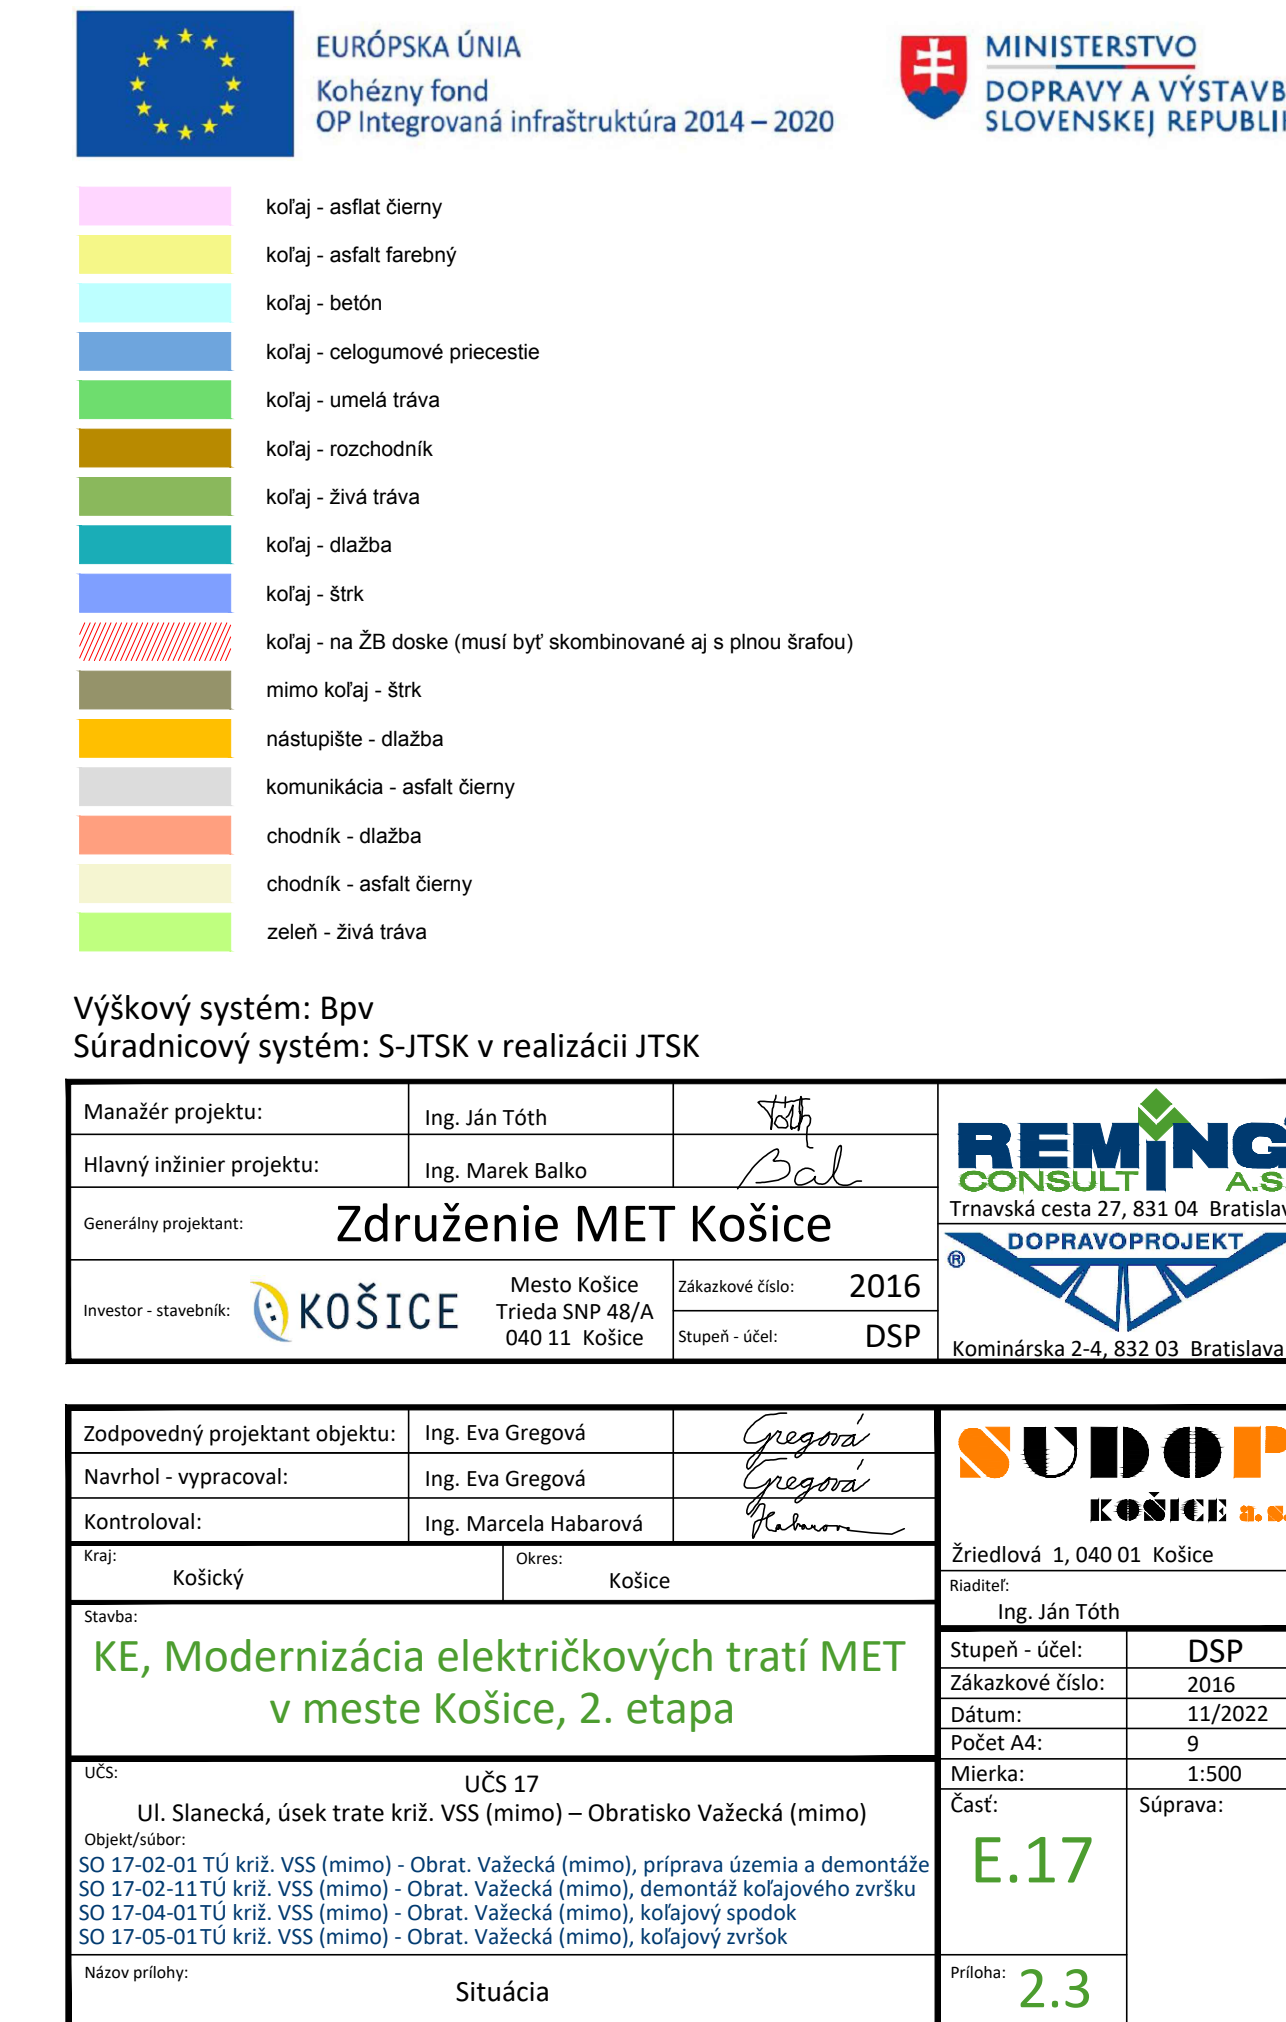 EURÓPSKA ÚNIA
Kohézny fond
OP Integrovaná infraštruktúra 2014 – 2020
MINISTERSTVO
DOPRAVY A VÝSTAVB
SLOVENSKEJ REPUBLIK
koľaj - asflat čierny
koľaj - asfalt farebný
koľaj - betón
koľaj - celogumové priecestie
koľaj - umelá tráva
koľaj - rozchodník
koľaj - živá tráva
koľaj - dlažba
koľaj - štrk
koľaj - na ŽB doske (musí byť skombinované aj s plnou šrafou)
mimo koľaj - štrk
nástupište - dlažba
komunikácia - asfalt čierny
chodník - dlažba
chodník - asfalt čierny
zeleň - živá tráva
Výškový systém: Bpv
Súradnicový systém: S-JTSK v realizácii JTSK
Manažér projektu: Ing. Ján Tóth Tóth
Hlavný inžinier projektu: Ing. Marek Balko Bal
Generálny projektant: Združenie MET Košice
Investor - stavebník: KOŠICE
Mesto Košice
Trieda SNP 48/A
040 11 Košice
Zákazkové číslo: 2016
Stupeň - účel: DSP
REMING
CONSULT A.S
Trnavská cesta 27, 831 04 Bratislav
DOPRAVOPROJEKT
®
Kominárska 2-4, 832 03 Bratislava
Zodpovedný projektant objektu: Ing. Eva Gregová Gregová
Navrhol - vypracoval: Ing. Eva Gregová Gregová
Kontroloval: Ing. Marcela Habarová Habarova
Kraj: Košický
Okres: Košice
Stavba:
KE, Modernizácia električkových tratí MET
v meste Košice, 2. etapa
UČS:
UČS 17
Ul. Slanecká, úsek trate križ. VSS (mimo) – Obratisko Važecká (mimo)
Objekt/súbor:
SO 17-02-01 TÚ križ. VSS (mimo) - Obrat. Važecká (mimo), príprava územia a demontáže
SO 17-02-11 TÚ križ. VSS (mimo) - Obrat. Važecká (mimo), demontáž koľajového zvršku
SO 17-04-01 TÚ križ. VSS (mimo) - Obrat. Važecká (mimo), koľajový spodok
SO 17-05-01 TÚ križ. VSS (mimo) - Obrat. Važecká (mimo), koľajový zvršok
Názov prílohy:
Situácia
SUDOP
KOŠICE a.s.
Žriedlová 1, 040 01 Košice
Riaditeľ:
Ing. Ján Tóth
Stupeň - účel: DSP
Zákazkové číslo: 2016
Dátum: 11/2022
Počet A4: 9
Mierka: 1:500
Časť: Súprava:
E.17
Príloha: 2.3